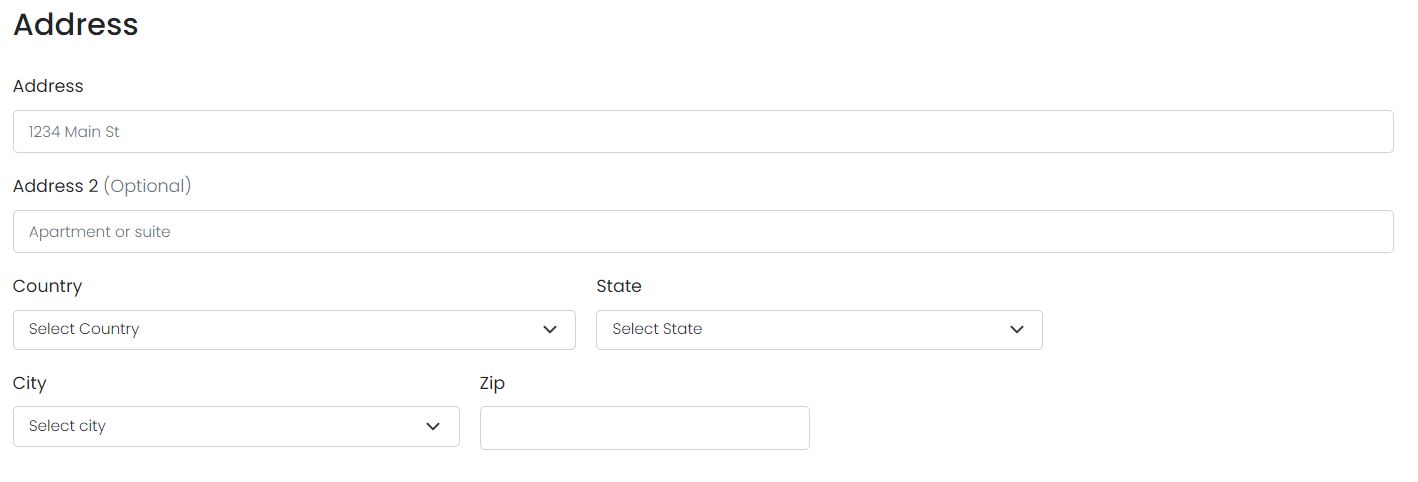 Address
Address
1234 Main St
Address 2 (Optional)
Apartment or suite
Country State
Select Country Select State
City Zip
Select city